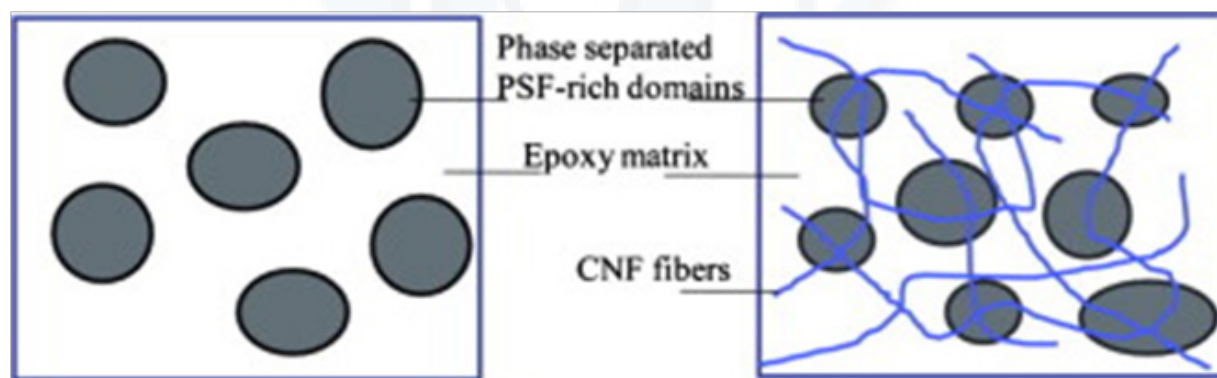 Phase separated
PSF-rich domains
Epoxy matrix
CNF fibers